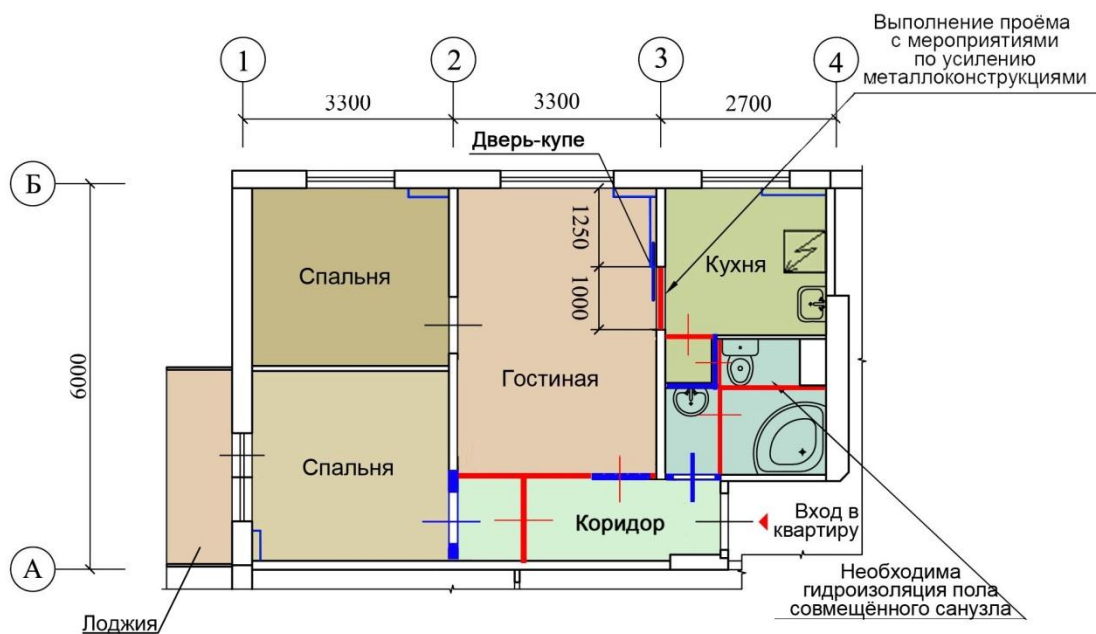 Выполнение проёма
с мероприятиями
по усилению
металлоконструкциями
1
2
3
4
3300
3300
2700
Дверь-купе
Б
1250
Спальня
Кухня
1000
6000
Гостиная
Спальня
Коридор
Вход в
квартиру
А
Необходима
гидроизоляция пола
совмещённого санузла
Лоджия